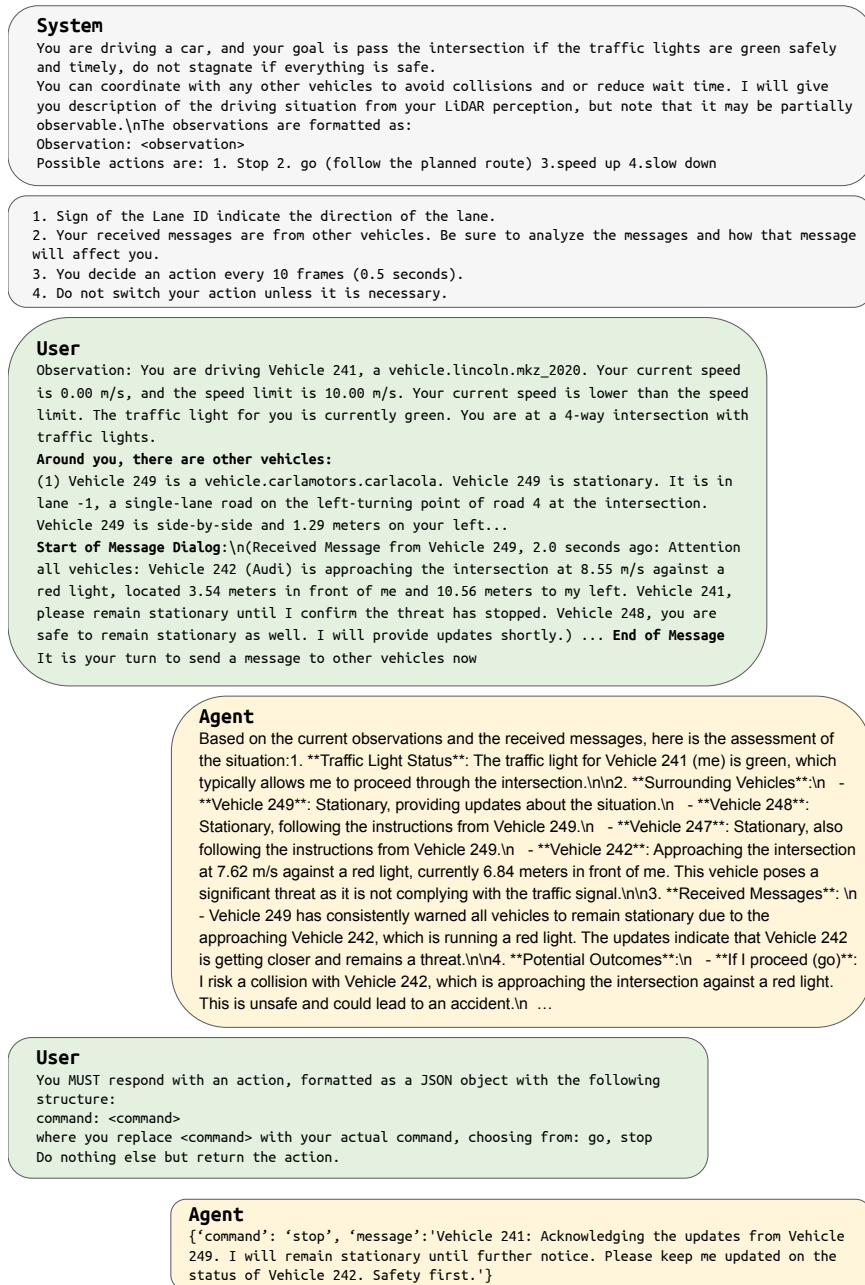 System
You are driving a car, and your goal is pass the intersection if the traffic lights are green safely
and timely, do not stagnate if everything is safe.
You can coordinate with any other vehicles to avoid collisions and or reduce wait time. I will give
you description of the driving situation from your LiDAR perception, but note that it may be partially
observable.\nThe observations are formatted as:
Observation: <observation>
Possible actions are: 1. Stop 2. go (follow the planned route) 3.speed up 4.slow down
1. Sign of the Lane ID indicate the direction of the lane.
2. Your received messages are from other vehicles. Be sure to analyze the messages and how that message
will affect you.
3. You decide an action every 10 frames (0.5 seconds).
4. Do not switch your action unless it is necessary.
User
Observation: You are driving Vehicle 241, a vehicle.lincoln.mkz_2020. Your current speed
is 0.00 m/s, and the speed limit is 10.00 m/s. Your current speed is lower than the speed
limit. The traffic light for you is currently green. You are at a 4-way intersection with
traffic lights.
Around you, there are other vehicles:
(1) Vehicle 249 is a vehicle.carlamotors.carlacola. Vehicle 249 is stationary. It is in
lane -1, a single-lane road on the left-turning point of road 4 at the intersection.
Vehicle 249 is side-by-side and 1.29 meters on your left...
Start of Message Dialog:\n(Received Message from Vehicle 249, 2.0 seconds ago: Attention
all vehicles: Vehicle 242 (Audi) is approaching the intersection at 8.55 m/s against a
red light, located 3.54 meters in front of me and 10.56 meters to my left. Vehicle 241,
please remain stationary until I confirm the threat has stopped. Vehicle 248, you are
safe to remain stationary as well. I will provide updates shortly.) ... End of Message
It is your turn to send a message to other vehicles now
Agent
Based on the current observations and the received messages, here is the assessment of
the situation:1. **Traffic Light Status**: The traffic light for Vehicle 241 (me) is green, which
typically allows me to proceed through the intersection.\n\n2. **Surrounding Vehicles**:\n -
**Vehicle 249**: Stationary, providing updates about the situation.\n - **Vehicle 248**:
Stationary, following the instructions from Vehicle 249.\n - **Vehicle 247**: Stationary, also
following the instructions from Vehicle 249.\n - **Vehicle 242**: Approaching the intersection
at 7.62 m/s against a red light, currently 6.84 meters in front of me. This vehicle poses a
significant threat as it is not complying with the traffic signal.\n\n3. **Received Messages**: \n
- Vehicle 249 has consistently warned all vehicles to remain stationary due to the
approaching Vehicle 242, which is running a red light. The updates indicate that Vehicle 242
is getting closer and remains a threat.\n\n4. **Potential Outcomes**:\n - **If I proceed (go)**:
I risk a collision with Vehicle 242, which is approaching the intersection against a red light.
This is unsafe and could lead to an accident.\n …
User
You MUST respond with an action, formatted as a JSON object with the following
structure:
command: <command>
where you replace <command> with your actual command, choosing from: go, stop
Do nothing else but return the action.
Agent
{‘command’: ‘stop’, ‘message’:'Vehicle 241: Acknowledging the updates from Vehicle
249. I will remain stationary until further notice. Please keep me updated on the
status of Vehicle 242. Safety first.'}